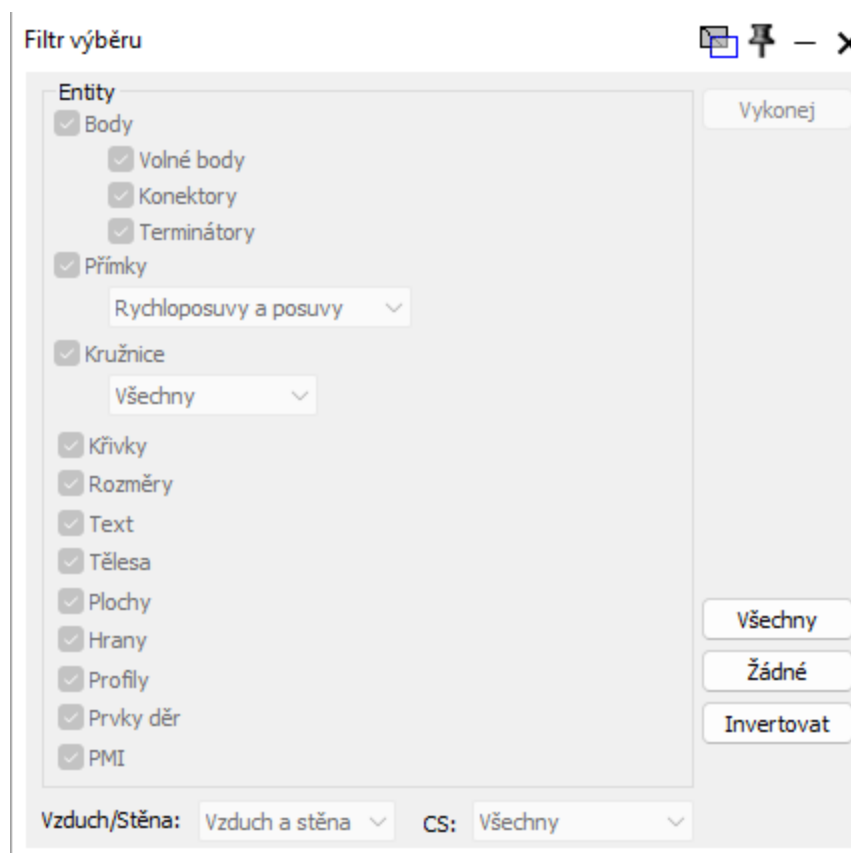 Filtr výběru
Entity
Vykonej
Body
Volné body
Konektory
Terminátory
Přímky
Rychloposuvy a posuvy
Kružnice
Všechny
Křivky
Rozměry
Text
Tělesa
Plochy
Všechny
Hrany
Žádné
Profily
Prvky děr
Invertovat
PMI
Vzduch/Stěna: Vzduch a stěna CS: Všechny